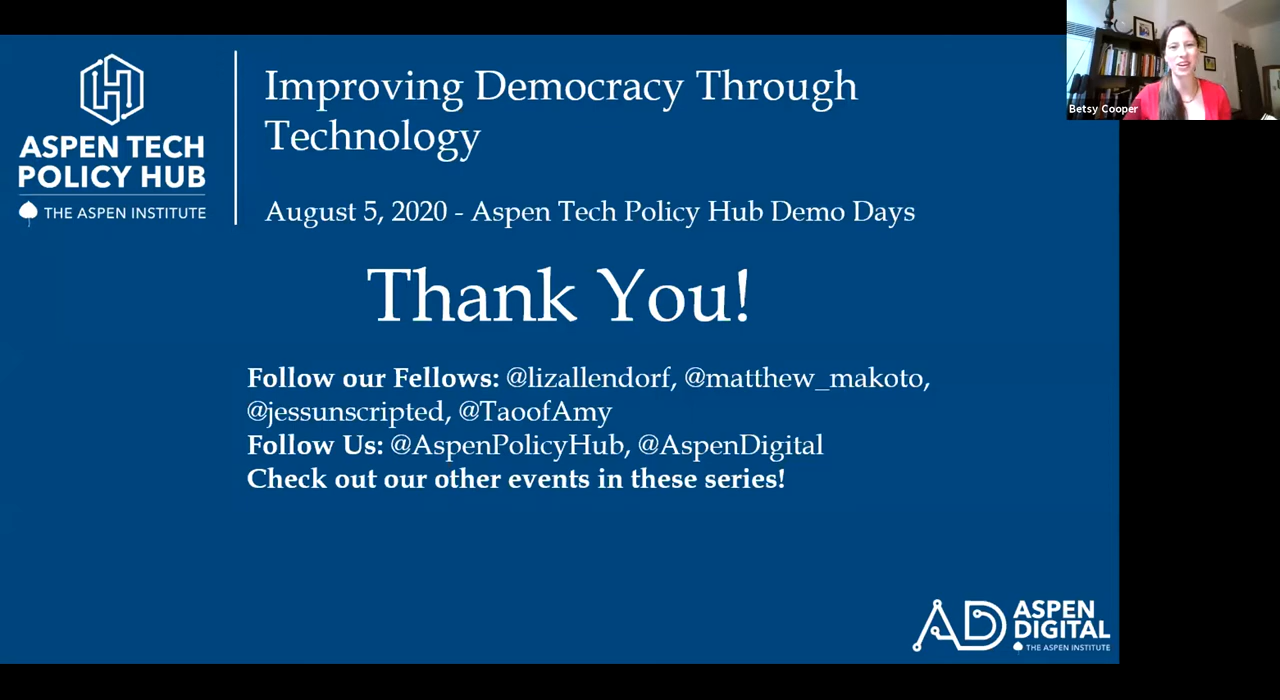 ASPEN TECH
POLICY HUB
THE ASPEN INSTITUTE
Improving Democracy Through
Technology
August 5, 2020 - Aspen Tech Policy Hub Demo Days
Thank You!
Follow our Fellows: @lizallendorf, @matthew_makoto,
@jessunscripted, @TaoofAmy
Follow Us: @AspenPolicyHub, @AspenDigital
Check out our other events in these series!
Betsy Cooper
AD ASPEN
DIGITAL
THE ASPEN INSTITUTE